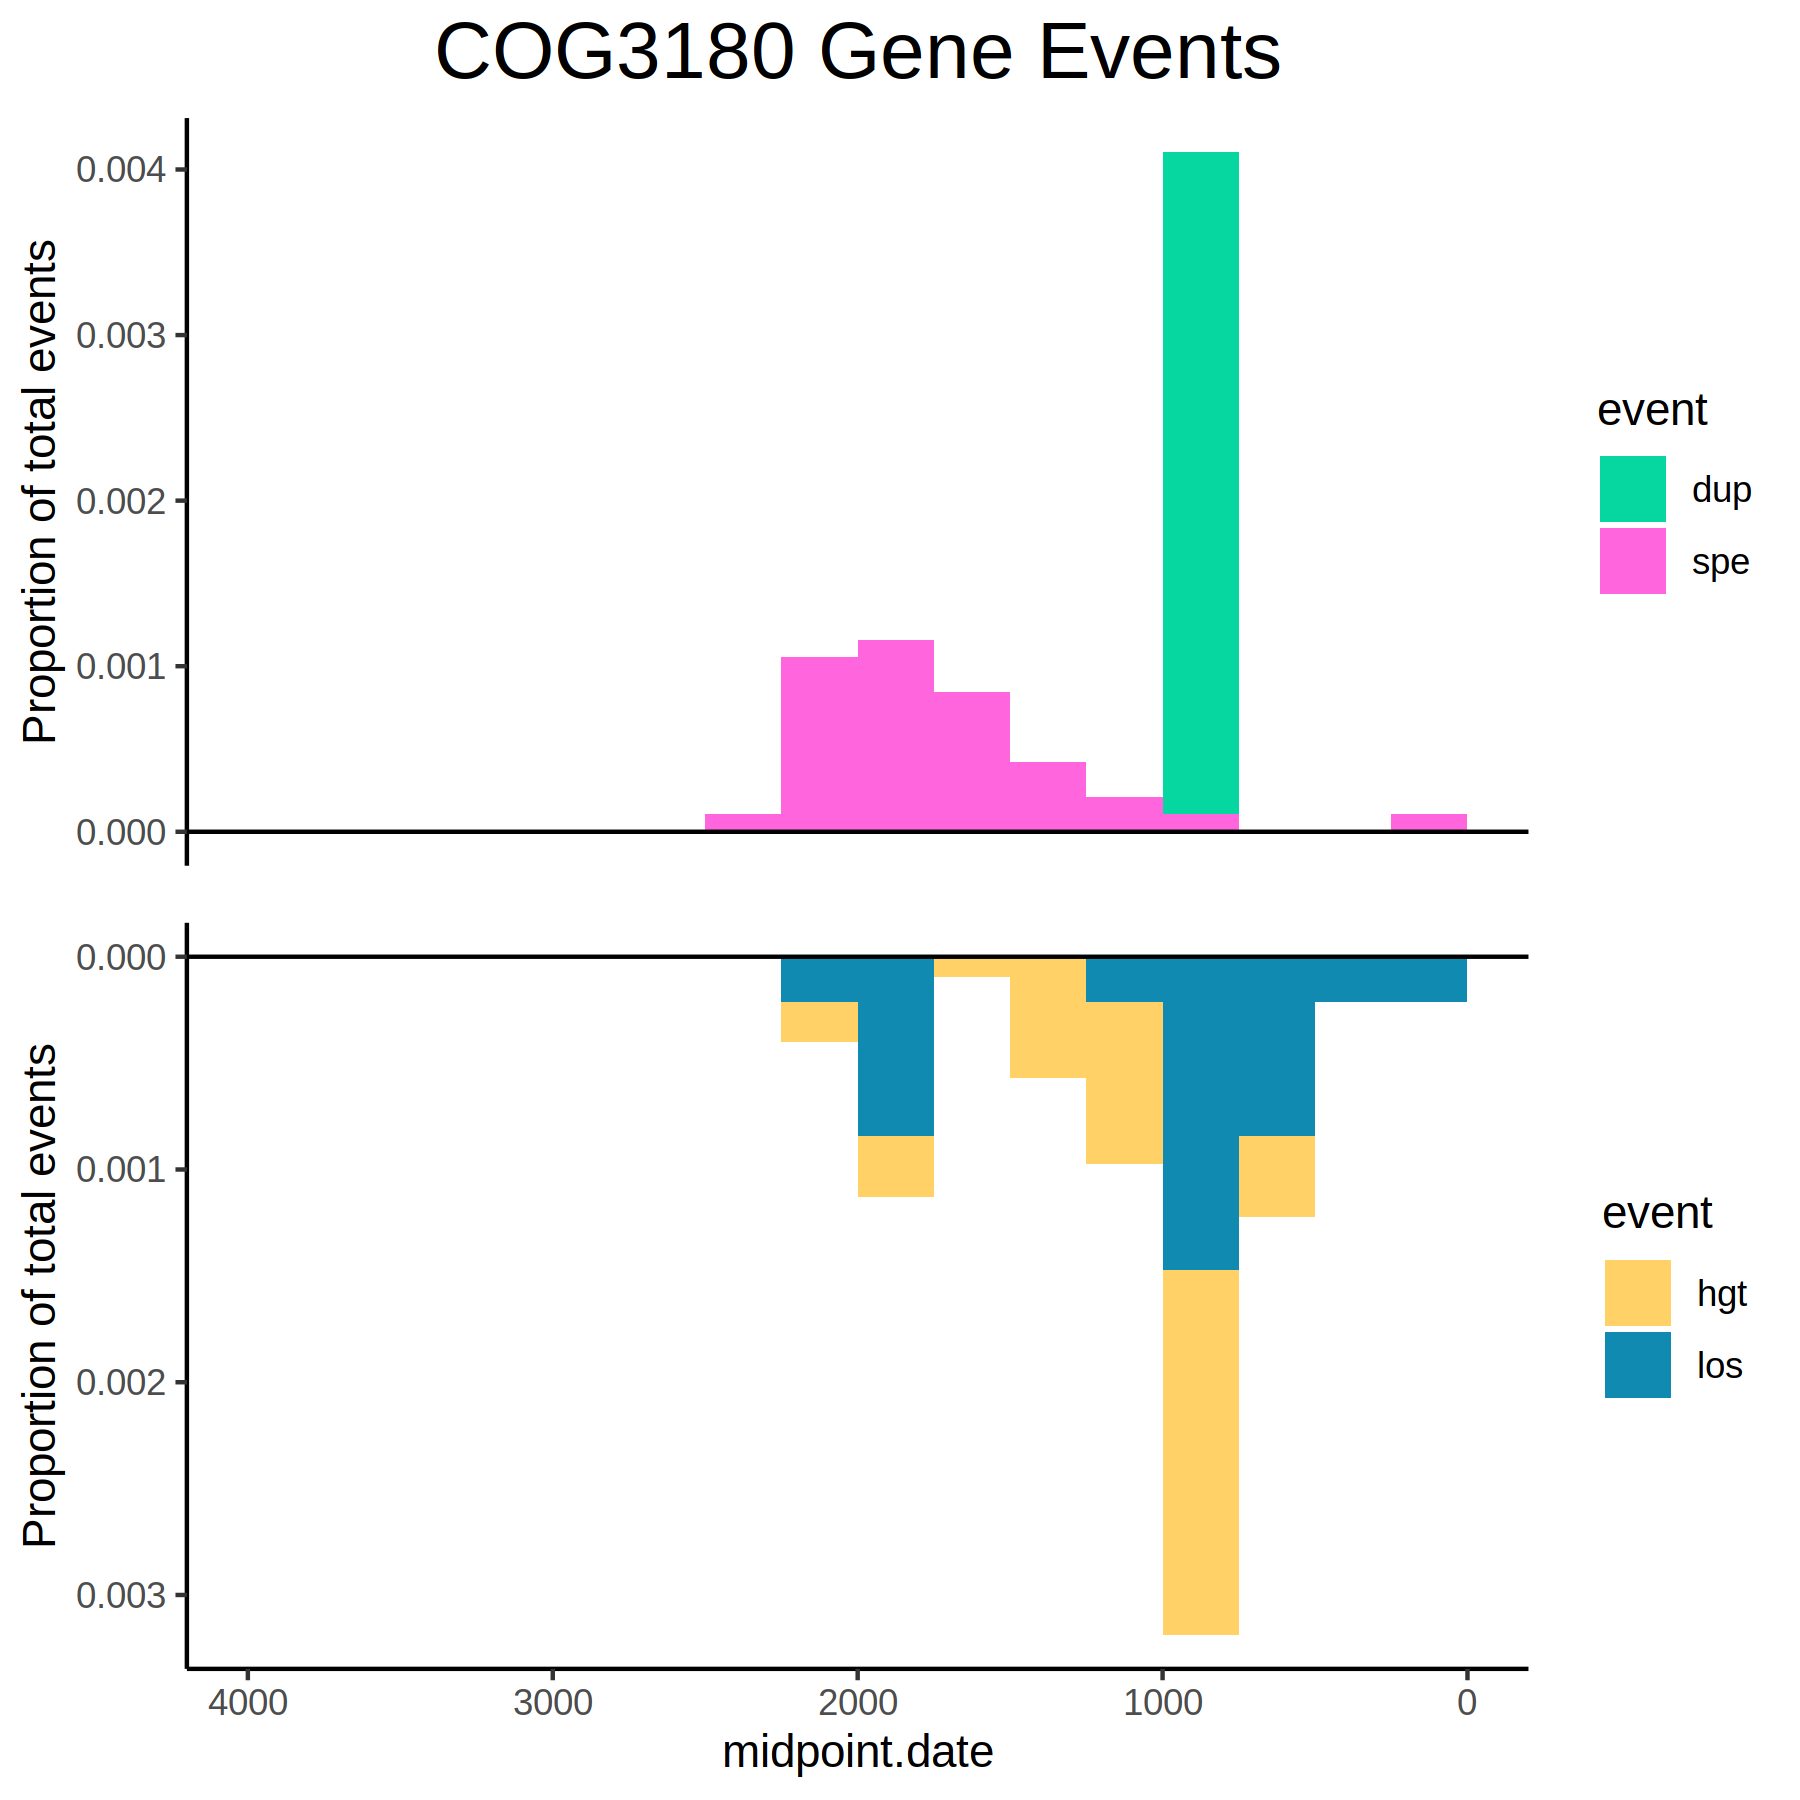 COG3180 Gene Events
Proportion of total events
0.004
0.003
0.002
0.001
0.000
event
dup
spe
Proportion of total events
0.000
0.001
0.002
0.003
event
hgt
los
4000 3000 2000 1000 0
midpoint.date